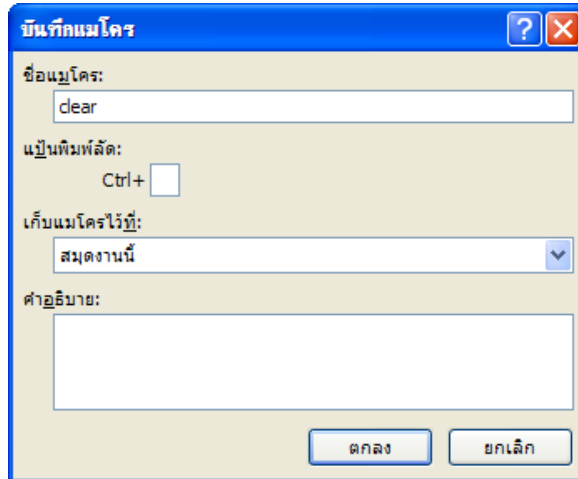 บันทึกแมโคร
ชื่อแมโคร:
clear
แป้นพิมพ์ลัด:
Ctrl+
เก็บแมโครไว้ที่:
สมุดงานนี้
คำอธิบาย:
ตกลง ยกเลิก